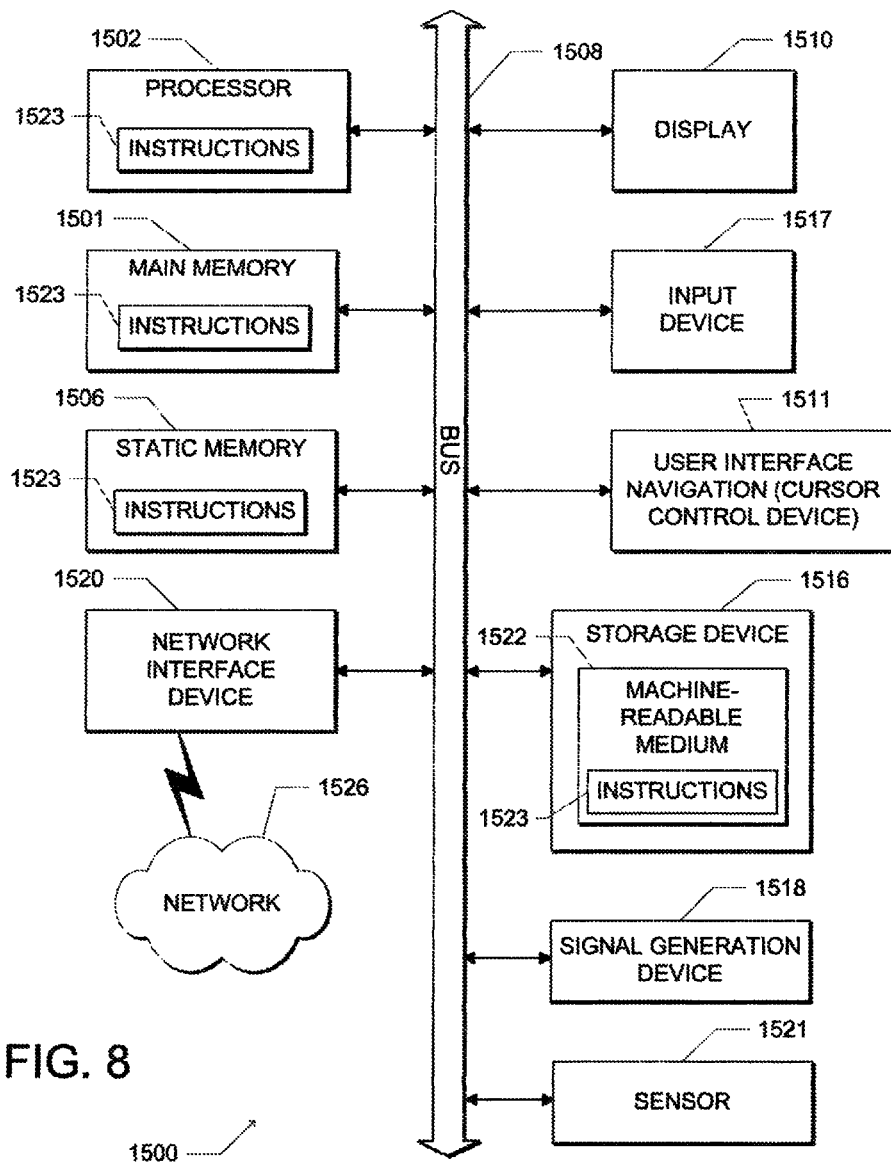 1502
PROCESSOR
1523
INSTRUCTIONS
1501
MAIN MEMORY
1523
INSTRUCTIONS
1506
STATIC MEMORY
1523
INSTRUCTIONS
1520
NETWORK
INTERFACE
DEVICE
1526
NETWORK
1508
BUS
1510
DISPLAY
1517
INPUT
DEVICE
1511
USER INTERFACE
NAVIGATION (CURSOR
CONTROL DEVICE)
1516
STORAGE DEVICE
1522
MACHINE-
READABLE
MEDIUM
1523
INSTRUCTIONS
1518
SIGNAL GENERATION
DEVICE
1521
SENSOR
FIG. 8
1500